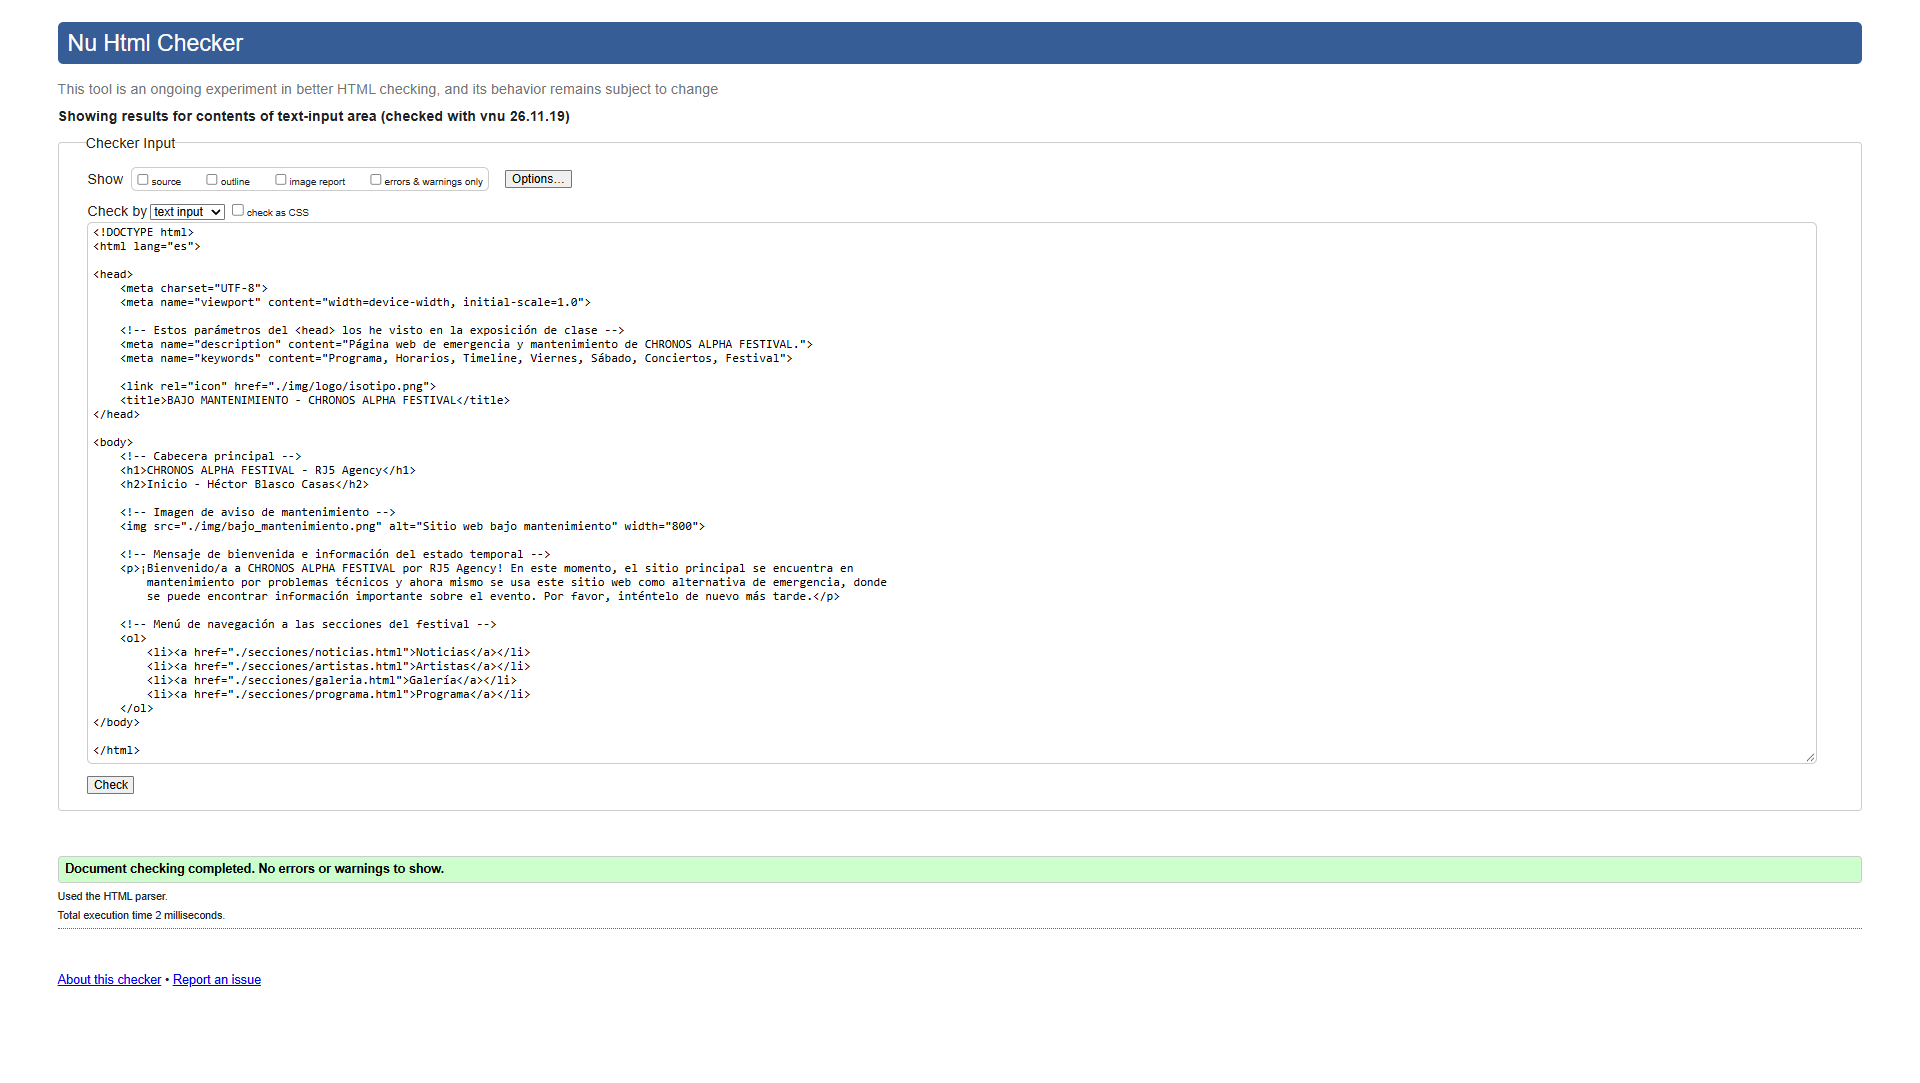 Nu Html Checker
This tool is an ongoing experiment in better HTML checking, and its behavior remains subject to change
Showing results for contents of text-input area (checked with vnu 26.11.19)
Checker Input
Show source outline image report errors & warnings only Options...
Check by text input check as CSS
<!DOCTYPE html>
<html lang="es">
<head>
<meta charset="UTF-8">
<meta name="viewport" content="width=device-width, initial-scale=1.0">
<!-- Estos parámetros del <head> los he visto en la exposición de clase -->
<meta name="description" content="Página web de emergencia y mantenimiento de CHRONOS ALPHA FESTIVAL.">
<meta name="keywords" content="Programa, Horarios, Timeline, Viernes, Sábado, Conciertos, Festival">
<link rel="icon" href="./img/logo/isotipo.png">
<title>BAJO MANTENIMIENTO - CHRONOS ALPHA FESTIVAL</title>
</head>
<body>
<!-- Cabecera principal -->
<h1>CHRONOS ALPHA FESTIVAL - RJ5 Agency</h1>
<h2>Inicio - Héctor Blasco Casas</h2>
<!-- Imagen de aviso de mantenimiento -->
<img src="./img/bajo_mantenimiento.png" alt="Sitio web bajo mantenimiento" width="800">
<!-- Mensaje de bienvenida e información del estado temporal -->
<p>¡Bienvenido/a a CHRONOS ALPHA FESTIVAL por RJ5 Agency! En este momento, el sitio principal se encuentra en
mantenimiento por problemas técnicos y ahora mismo se usa este sitio web como alternativa de emergencia, donde
se puede encontrar información importante sobre el evento. Por favor, inténtelo de nuevo más tarde.</p>
<!-- Menú de navegación a las secciones del festival -->
<ol>
<li><a href="./secciones/noticias.html">Noticias</a></li>
<li><a href="./secciones/artistas.html">Artistas</a></li>
<li><a href="./secciones/galeria.html">Galería</a></li>
<li><a href="./secciones/programa.html">Programa</a></li>
</ol>
</body>
</html>
Check
Document checking completed. No errors or warnings to show.
Used the HTML parser.
Total execution time 2 milliseconds.
About this checker • Report an issue